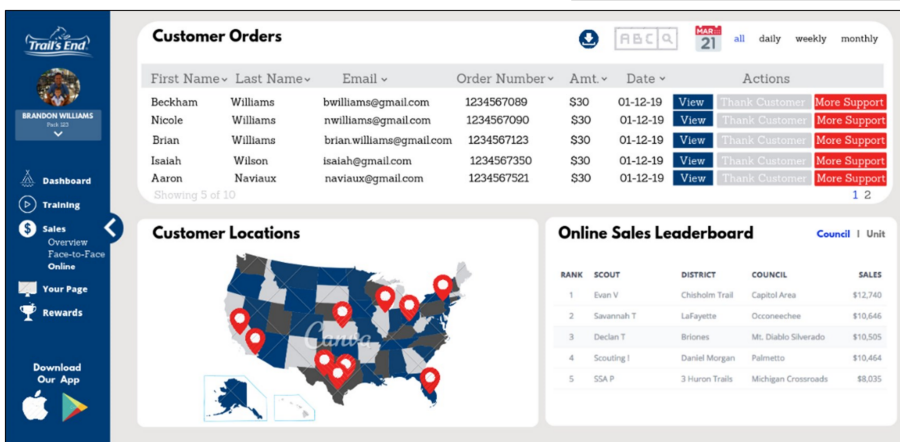 Trail's End
BRANDON WILLIAMS
Pack 123
Dashboard
Training
Sales
Overview
Face-to-Face
Online
Your Page
Rewards
Download
Our App
Customer Orders
ABC
MAR
21
all daily weekly monthly
First Name Last Name Email Order Number Amt. Date Actions
Beckham Williams bwilliams@gmail.com 1234567089 $30 01-12-19 View Thank Customer More Support
Nicole Williams nwilliams@gmail.com 1234567090 $30 01-12-19 View Thank Customer More Support
Brian Williams brian.williams@gmail.com 1234567123 $30 01-12-19 View Thank Customer More Support
Isaiah Wilson isaiah@gmail.com 1234567350 $30 01-12-19 View Thank Customer More Support
Aaron Naviaux naviaux@gmail.com 1234567521 $30 01-12-19 View Thank Customer More Support
Showing 5 of 10 1 2
Customer Locations
Canva
Online Sales Leaderboard Council | Unit
RANK SCOUT DISTRICT COUNCIL SALES
1 Evan V Chisholm Trail Capitol Area $12,740
2 Savannah T LaFayette Occoneechee $10,646
3 Declan T Briones Mt. Diablo Silverado $10,505
4 Scouting ! Daniel Morgan Palmetto $10,464
5 SSA P 3 Huron Trails Michigan Crossroads $8,035